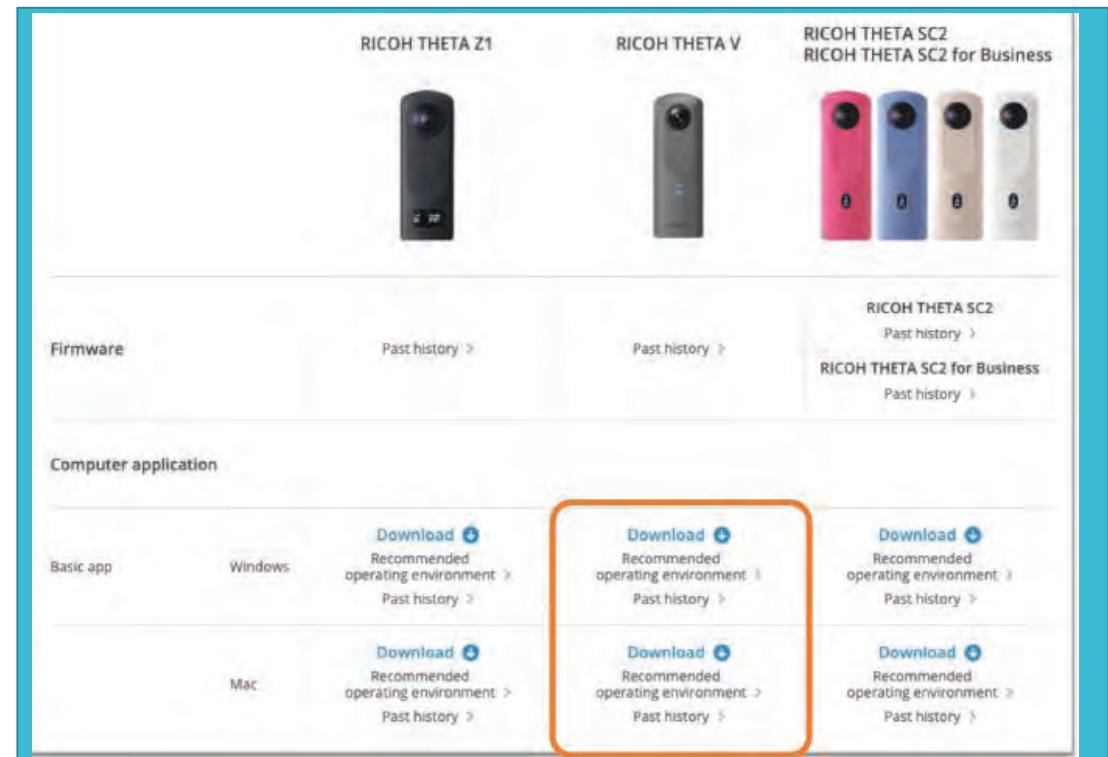 RICOH THETA Z1
RICOH THETA V
RICOH THETA SC2
RICOH THETA SC2 for Business
Firmware
Past history >
Past history >
RICOH THETA SC2
Past history >
RICOH THETA SC2 for Business
Past history >
Computer application
Basic app
Windows
Download
Recommended
operating environment >
Past history >
Download
Recommended
operating environment >
Past history >
Download
Recommended
operating environment >
Past history >
Mac
Download
Recommended
operating environment >
Past history >
Download
Recommended
operating environment >
Past history >
Download
Recommended
operating environment >
Past history >